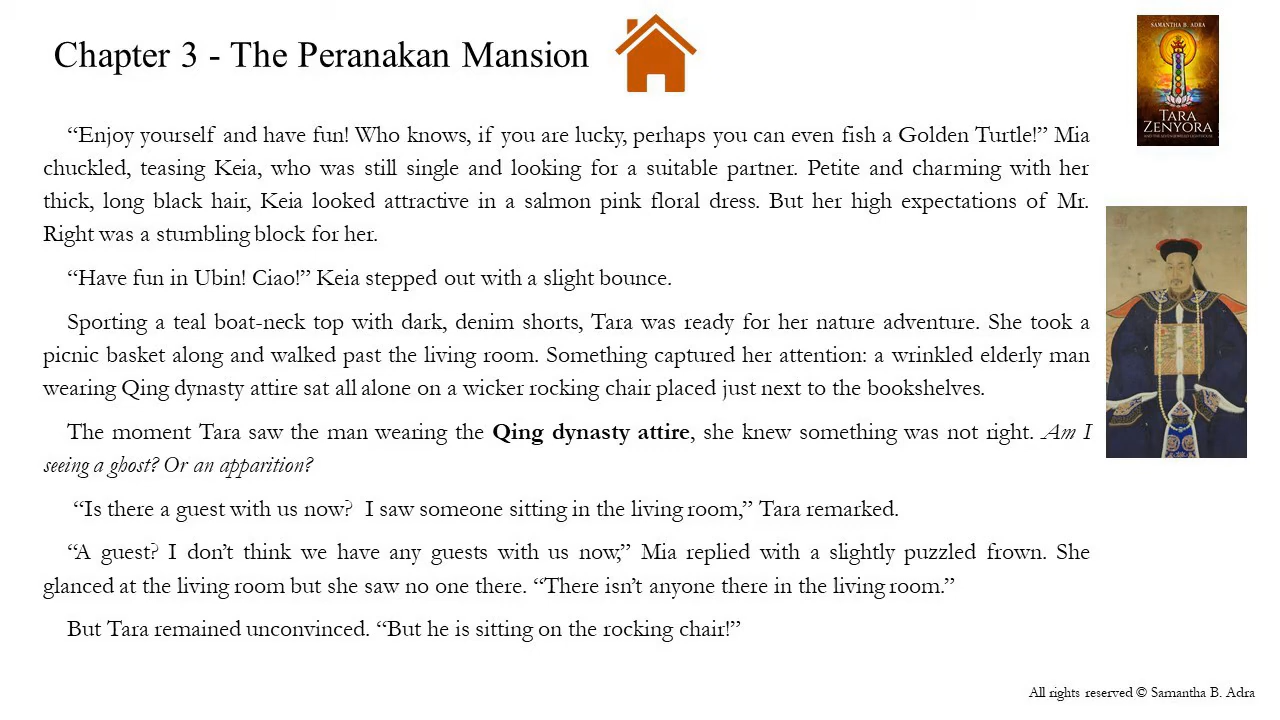 Chapter 3 - The Peranakan Mansion
SAMANTHA B. ADRA
TARA
ZENYORA
“Enjoy yourself and have fun! Who knows, if you are lucky, perhaps you can even fish a Golden Turtle!” Mia
chuckled, teasing Keia, who was still single and looking for a suitable partner. Petite and charming with her
thick, long black hair, Keia looked attractive in a salmon pink floral dress. But her high expectations of Mr.
Right was a stumbling block for her.
“Have fun in Ubin! Ciao!” Keia stepped out with a slight bounce.
Sporting a teal boat-neck top with dark, denim shorts, Tara was ready for her nature adventure. She took a
picnic basket along and walked past the living room. Something captured her attention: a wrinkled elderly man
wearing Qing dynasty attire sat all alone on a wicker rocking chair placed just next to the bookshelves.
The moment Tara saw the man wearing the Qing dynasty attire, she knew something was not right. Am I
seeing a ghost? Or an apparition?
“Is there a guest with us now?  I saw someone sitting in the living room,” Tara remarked.
“A guest? I don’t think we have any guests with us now,” Mia replied with a slightly puzzled frown. She
glanced at the living room but she saw no one there. “There isn’t anyone there in the living room.”
But Tara remained unconvinced. “But he is sitting on the rocking chair!”
All rights reserved © Samantha B. Adra